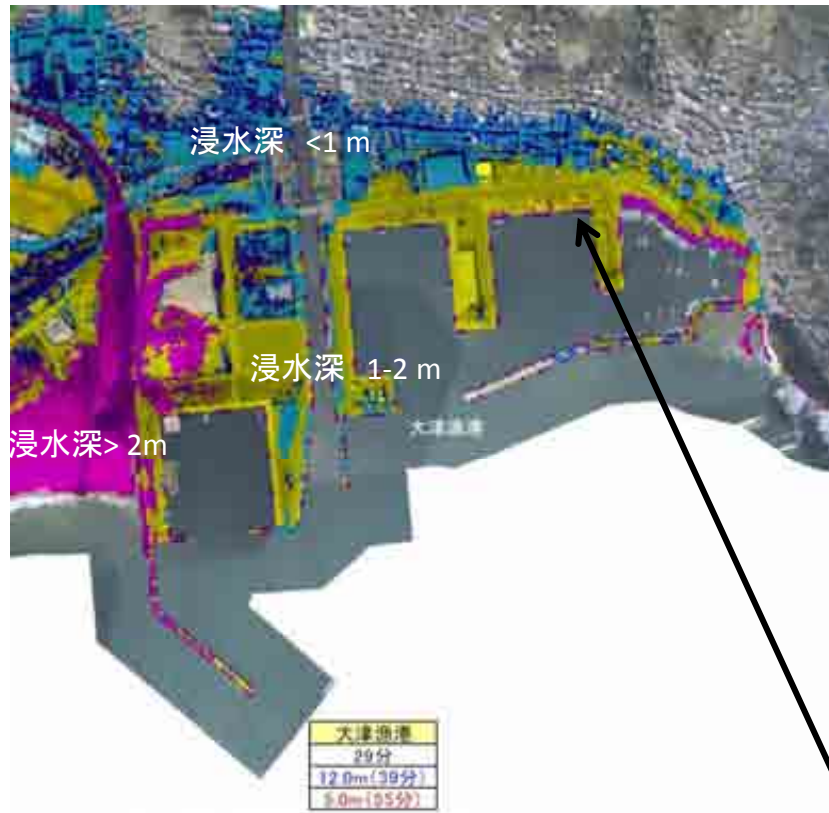 浸水深 <1 m
浸水深 1-2 m
浸水深> 2m
大津漁港
大津漁港
29分
12.0m(39分)
5.0m(55分)